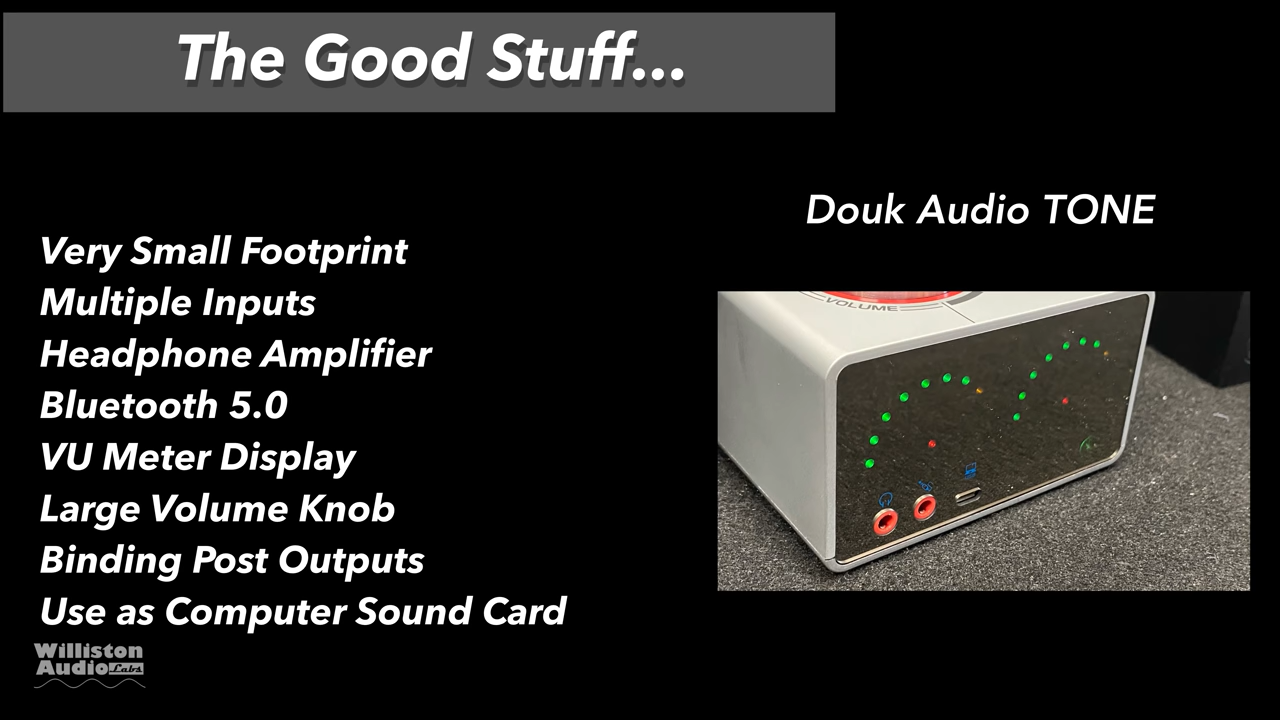 The Good Stuff...
Douk Audio TONE
Very Small Footprint
Multiple Inputs
Headphone Amplifier
Bluetooth 5.0
VU Meter Display
Large Volume Knob
Binding Post Outputs
Use as Computer Sound Card
VOLUME
Williston
Audio Labs